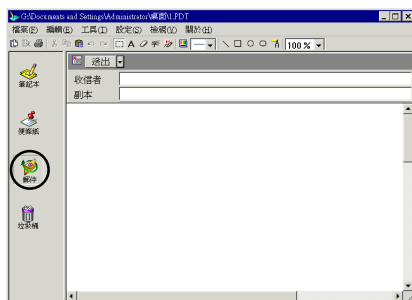 G:\Documents and Settings\Administrator\桌面\1.PDT
檔案(F) 編輯(E) 工具(T) 設定(S) 檢視(V) 關於(H)
100 %
送出
收信者
副本
筆記本
便條紙
郵件
垃圾桶